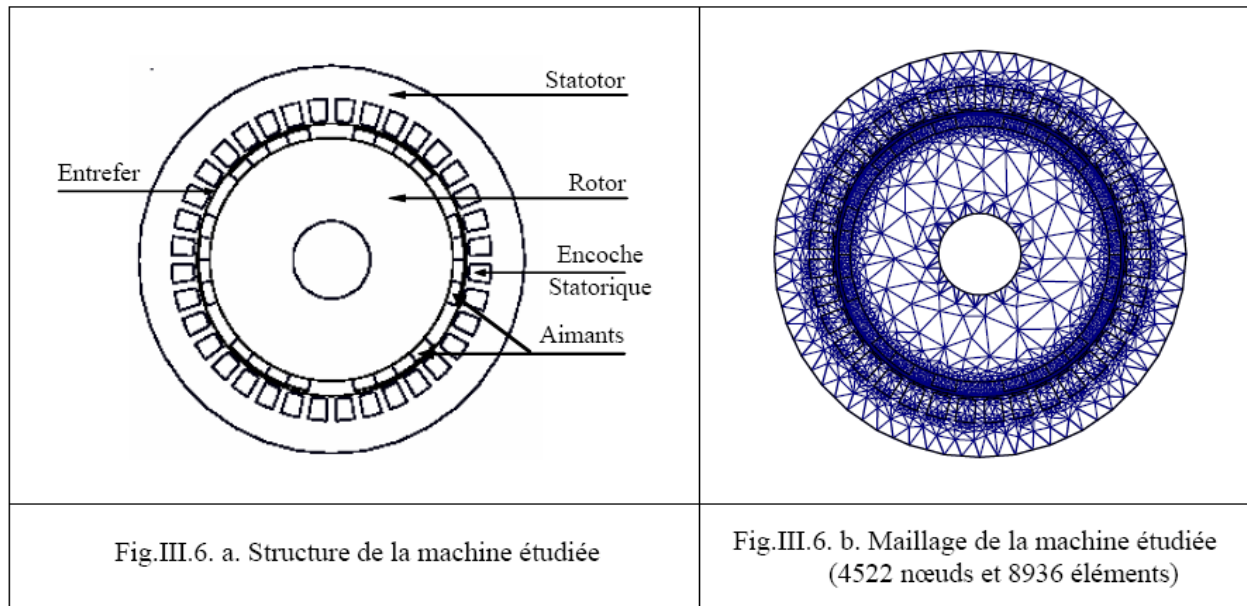 Statotor
Entrefer
Rotor
Encoche
Statorique
Aimants
Fig.III.6. a. Structure de la machine étudiée
Fig.III.6. b. Maillage de la machine étudiée
(4522 nœuds et 8936 éléments)